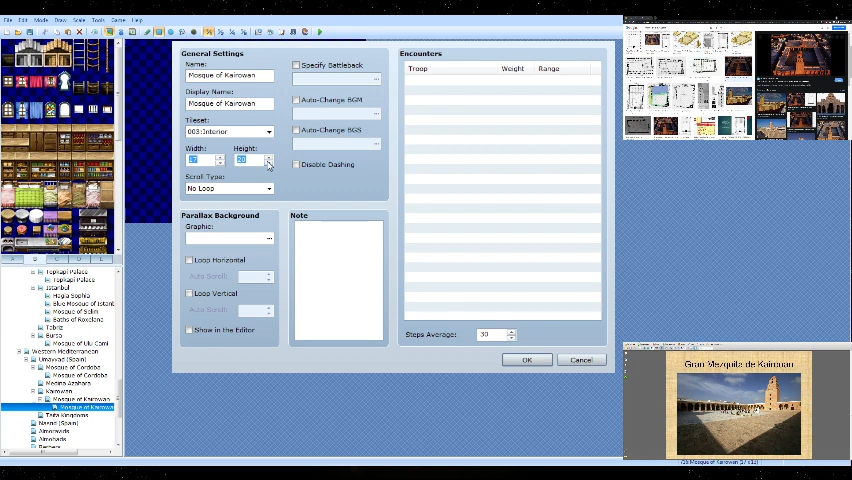 File Edit Mode Draw Scale Tools Game Help
General Settings
Name:
Mosque of Kairowan
Display Name:
Mosque of Kairowan
Tileset:
003:Interior
Width: Height:
17 20
Scroll Type:
No Loop
Specify Battleback
Auto-Change BGM
Auto-Change BGS
Disable Dashing
Parallax Background
Graphic:
Loop Horizontal
Auto Scroll:
Loop Vertical
Auto Scroll:
Show in the Editor
Note
Encounters
Troop Weight Range
Steps Average: 30
OK Cancel
A B C D E
Topkapi Palace
Topkapi Palace
Istanbul
Hagia Sophia
Blue Mosque of Istanb
Mosque of Selim
Baths of Roxelana
Tabriz
Bursa
Mosque of Ulu Cami
Western Mediterranean
Umayyad (Spain)
Mosque of Cordoba
Mosque of Cordoba
Medina Azahara
Kairowan
Mosque of Kairowan
Mosque of Kairowa
Taifa Kingdoms
Nasrid (Spain)
Almoravids
Almohads
Gran Mezquita de Kairouan